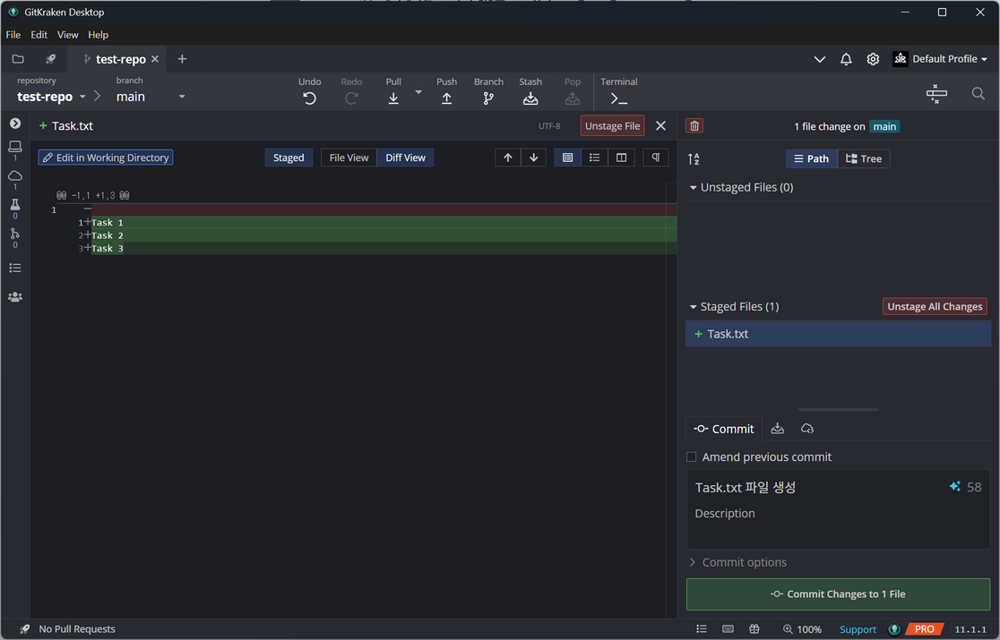 GitKraken Desktop
File Edit View Help
test-repo
Default Profile
repository branch
test-repo main
Undo Redo Pull Push Branch Stash Pop Terminal
Task.txt UTF-8 Unstage File
1 file change on main
Edit in Working Directory Staged File View Diff View
Path Tree
1
1
0
0
@@ -1,1 +1,3 @@
1 −
1 + Task 1
2 + Task 2
3 + Task 3
Unstaged Files (0)
Staged Files (1) Unstage All Changes
+ Task.txt
Commit
Amend previous commit
Task.txt 파일 생성 58
Description
Commit options
Commit Changes to 1 File
No Pull Requests 100% Support PRO 11.1.1